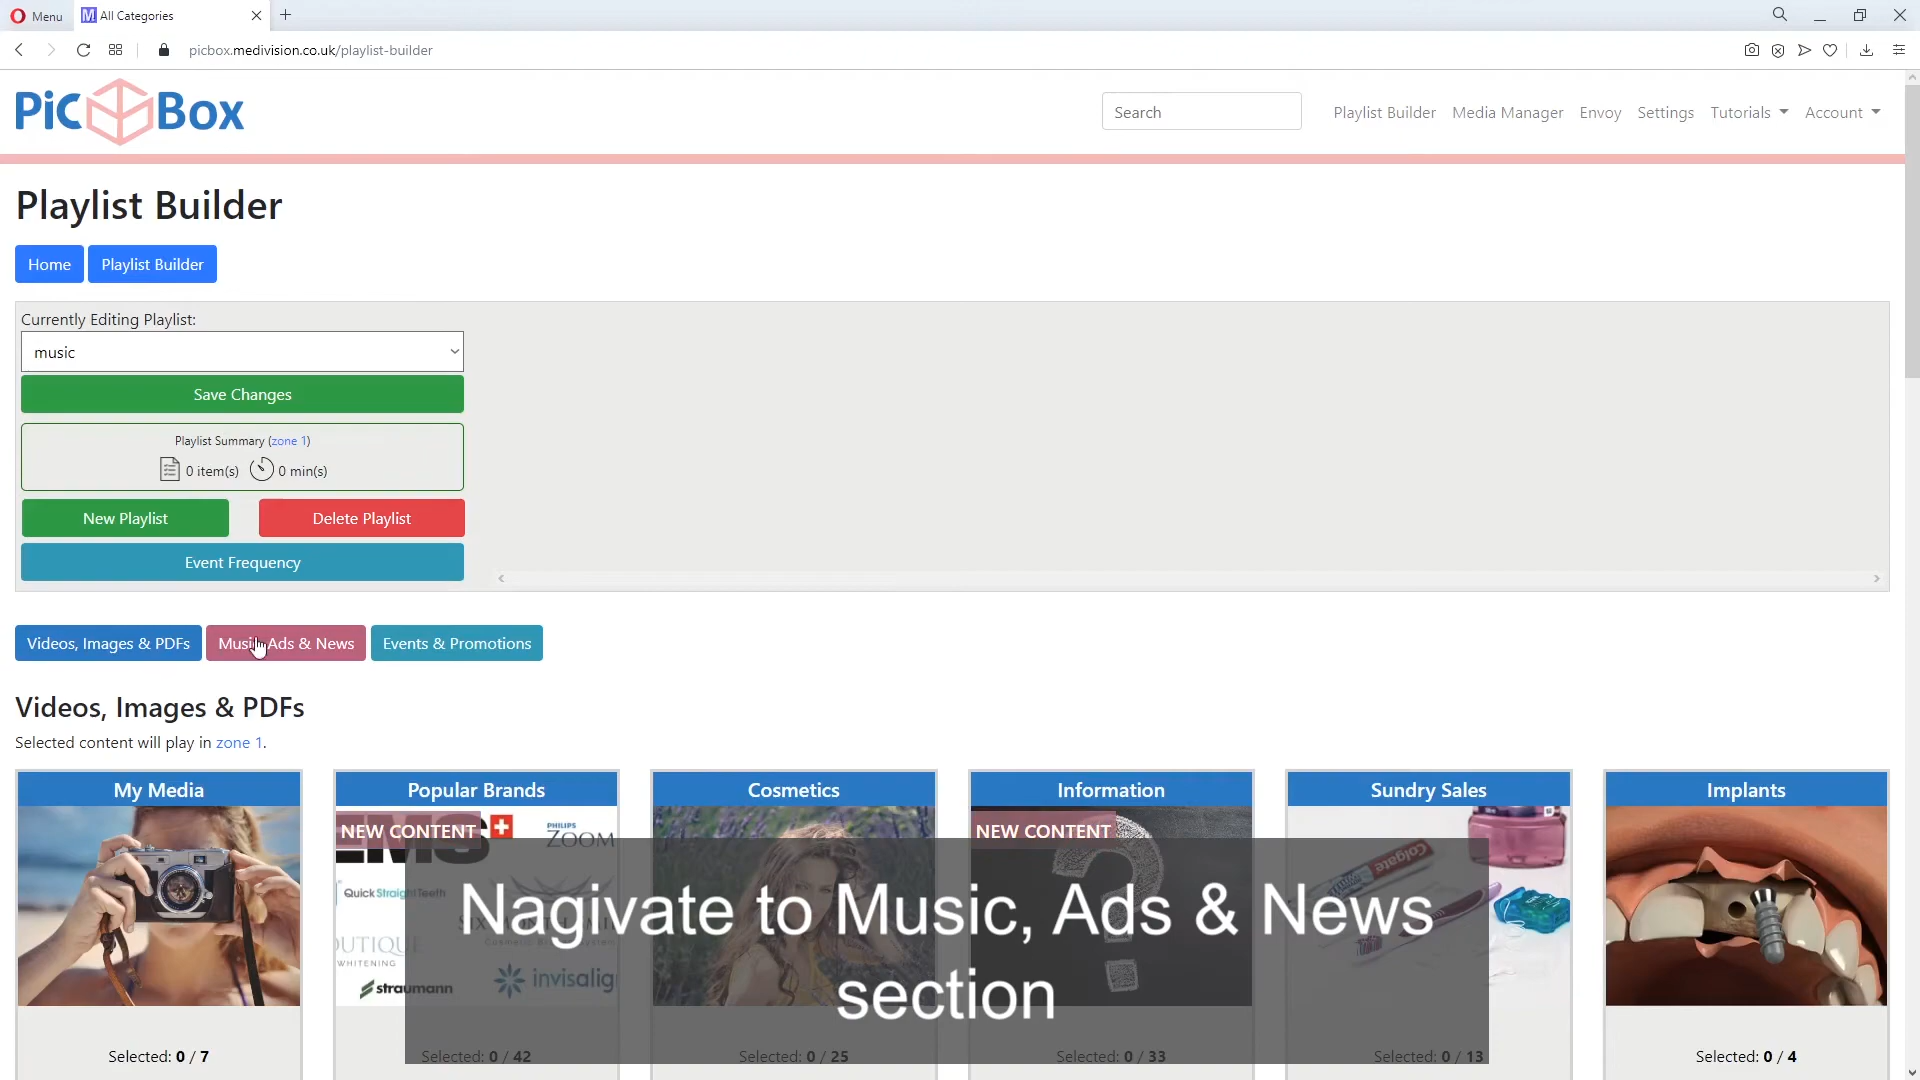 Menu
All Categories
picbox.medivision.co.uk/playlist-builder
PiC Box
Search
Playlist Builder
Media Manager
Envoy
Settings
Tutorials
Account
Playlist Builder
Home
Playlist Builder
Currently Editing Playlist:
music
Save Changes
Playlist Summary (zone 1)
0 item(s) 0 min(s)
New Playlist
Delete Playlist
Event Frequency
Videos, Images & PDFs
Music, Ads & News
Events & Promotions
Videos, Images & PDFs
Selected content will play in zone 1.
My Media
Popular Brands
Cosmetics
Information
Sundry Sales
Implants
NEW CONTENT
EMS
PHILIPS
ZOOM
QuickStraightTeeth
WHITENING
straumann
invisalig
NEW CONTENT
?
Colgate
Nagivate to Music, Ads & News
section
Selected: 0 / 7
Selected: 0 / 42
Selected: 0 / 25
Selected: 0 / 33
Selected: 0 / 13
Selected: 0 / 4